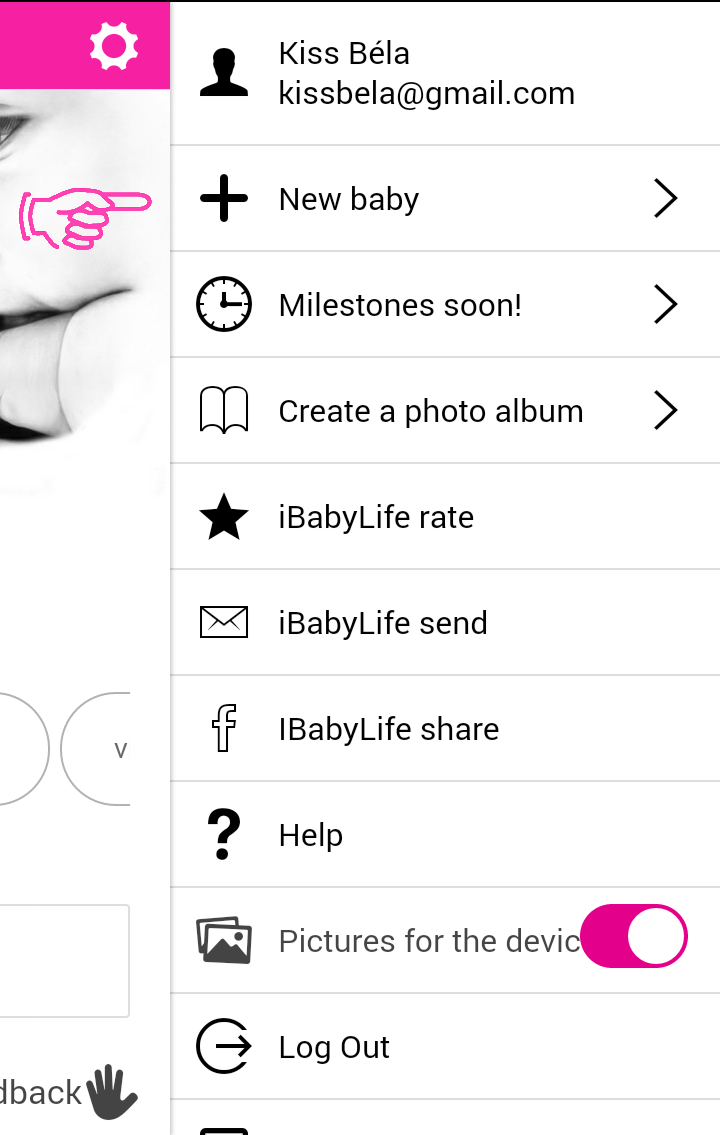 Kiss Béla
kissbela@gmail.com
New baby
Milestones soon!
Create a photo album
iBabyLife rate
iBabyLife send
IBabyLife share
v
Help
Pictures for the devic
Log Out
dback